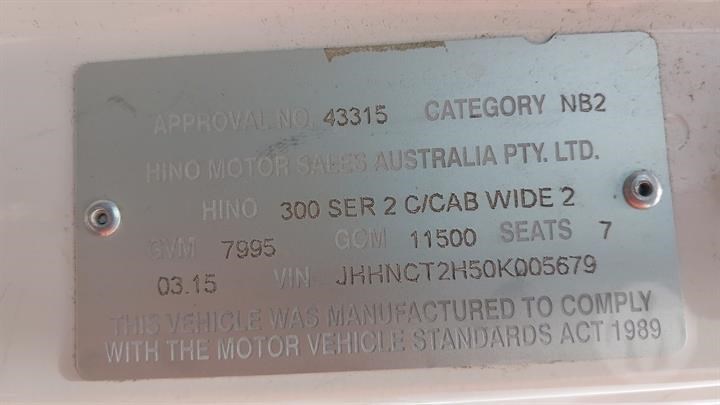 APPROVAL NO. 43315 CATEGORY NB2
HINO MOTOR SALES AUSTRALIA PTY. LTD.
HINO 300 SER 2 C/CAB WIDE 2
GVM 7995 GCM 11500 SEATS 7
03.15 VIN JHHNCT2H50K005679
THIS VEHICLE WAS MANUFACTURED TO COMPLY
WITH THE MOTOR VEHICLE STANDARDS ACT 1989